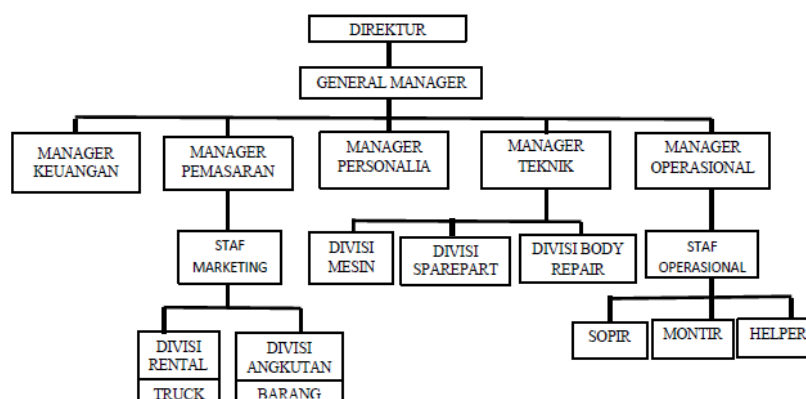 DIREKTUR
GENERAL MANAGER
MANAGER
KEUANGAN
MANAGER
PEMASARAN
MANAGER
PERSONALIA
MANAGER
TEKNIK
MANAGER
OPERASIONAL
STAF
MARKETING
DIVISI
MESIN
DIVISI
SPAREPART
DIVISI BODY
REPAIR
STAF
OPERASIONAL
SOPIR
MONTIR
HELPER
DIVISI
RENTAL
TRUCK
DIVISI
ANGKUTAN
BARANG